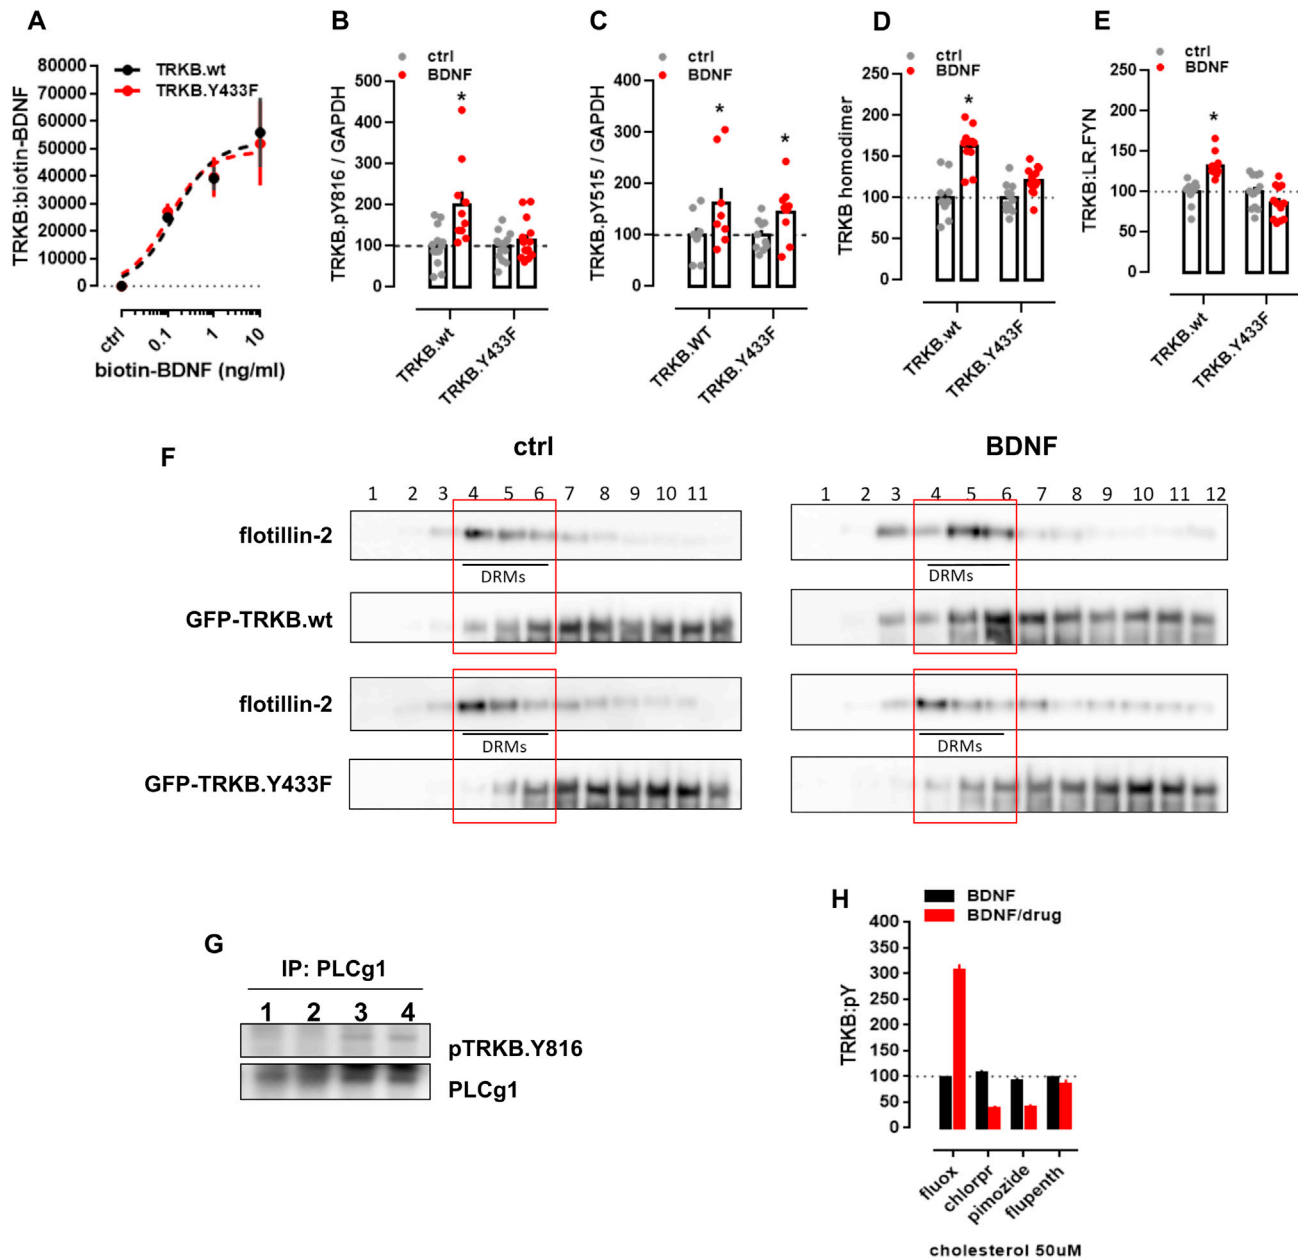 A
TRKB.wt
TRKB.Y433F
TRKB:biotin-BDNF
80000
70000
60000
50000
40000
30000
20000
10000
0
ctrl
0.1
1
10
biotin-BDNF (ng/ml)
B
ctrl
BDNF
TRKB.pY816 / GAPDH
500
400
300
200
100
0
*
TRKB.wt
TRKB.Y433F
C
ctrl
BDNF
TRKB.pY515 / GAPDH
400
300
200
100
0
*
*
TRKB.WT
TRKB.Y433F
D
ctrl
BDNF
TRKB homodimer
250
200
150
100
50
0
*
TRKB.wt
TRKB.Y433F
E
ctrl
BDNF
TRKB:LR.FYN
250
200
150
100
50
0
*
TRKB.wt
TRKB.Y433F
F
ctrl
BDNF
1 2 3 4 5 6 7 8 9 10 11
1 2 3 4 5 6 7 8 9 10 11 12
flotillin-2
DRMs
DRMs
GFP-TRKB.wt
flotillin-2
DRMs
DRMs
GFP-TRKB.Y433F
G
IP: PLCg1
1 2 3 4
pTRKB.Y816
PLCg1
H
BDNF
BDNF/drug
TRKB:pY
400
350
300
250
200
150
100
50
0
fluox
chlorpr
pimozide
flupenth
cholesterol 50uM